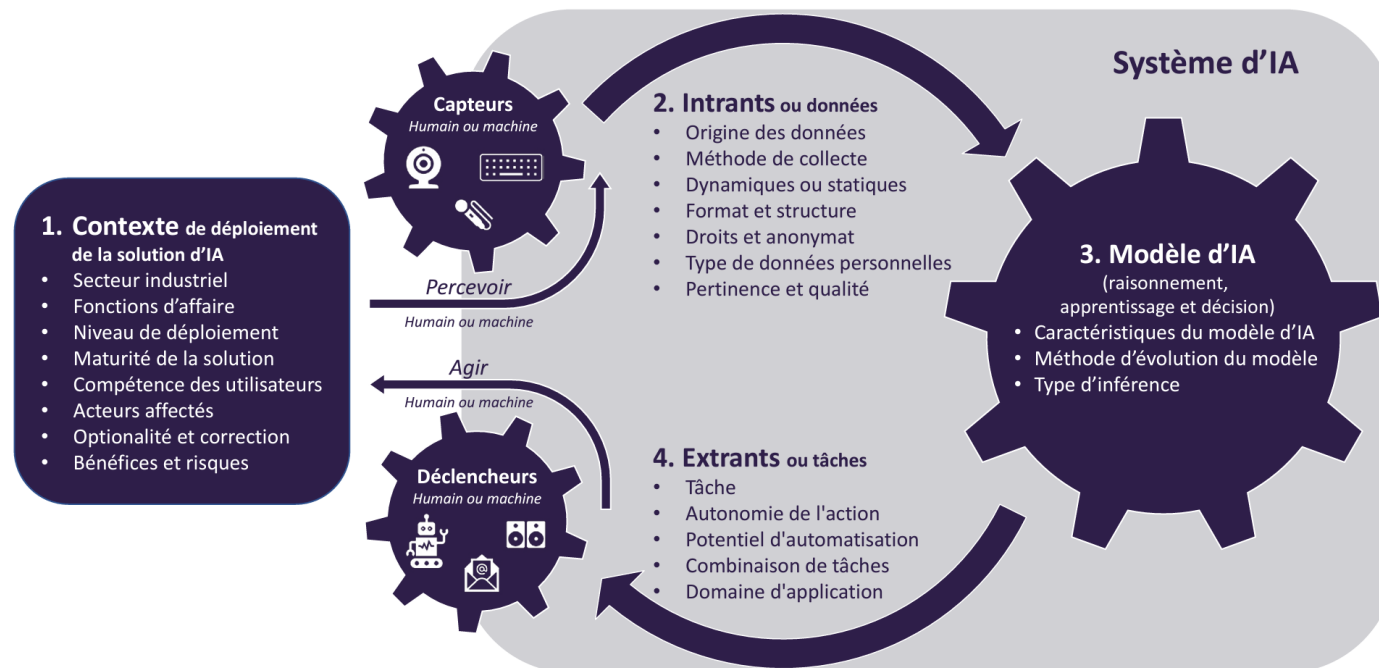 Système d’IA
1. Contexte de déploiement
de la solution d’IA
• Secteur industriel
• Fonctions d’affaire
• Niveau de déploiement
• Maturité de la solution
• Compétence des utilisateurs
• Acteurs affectés
• Optionalité et correction
• Bénéfices et risques
Capteurs
Humain ou machine
Percevoir
Humain ou machine
2. Intrants ou données
• Origine des données
• Méthode de collecte
• Dynamiques ou statiques
• Format et structure
• Droits et anonymat
• Type de données personnelles
• Pertinence et qualité
3. Modèle d’IA
(raisonnement,
apprentissage et décision)
• Caractéristiques du modèle d’IA
• Méthode d’évolution du modèle
• Type d’inférence
4. Extrants ou tâches
• Tâche
• Autonomie de l'action
• Potentiel d'automatisation
• Combinaison de tâches
• Domaine d'application
Agir
Humain ou machine
Déclencheurs
Humain ou machine
@